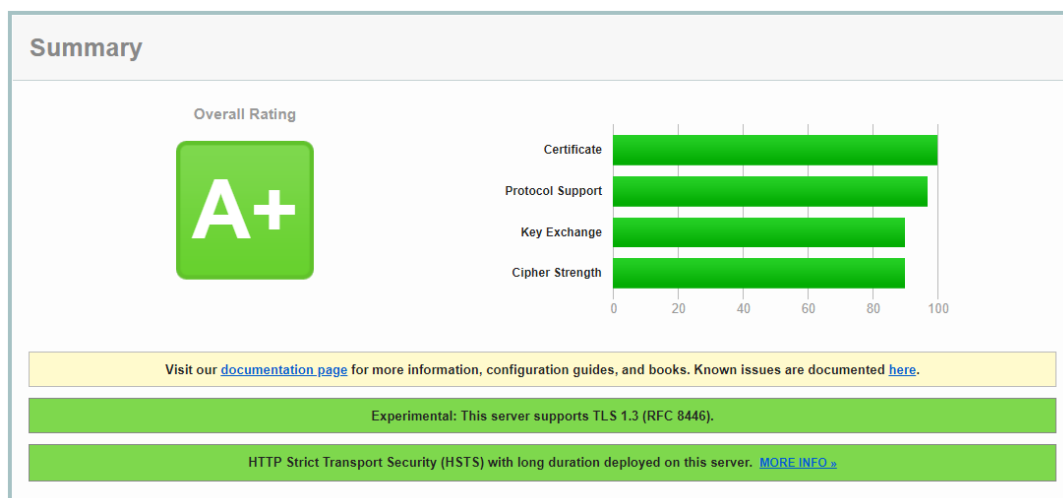 Summary
Overall Rating
A+
Certificate
Protocol Support
Key Exchange
Cipher Strength
0 20 40 60 80 100
Visit our documentation page for more information, configuration guides, and books. Known issues are documented here.
Experimental: This server supports TLS 1.3 (RFC 8446).
HTTP Strict Transport Security (HSTS) with long duration deployed on this server. MORE INFO »